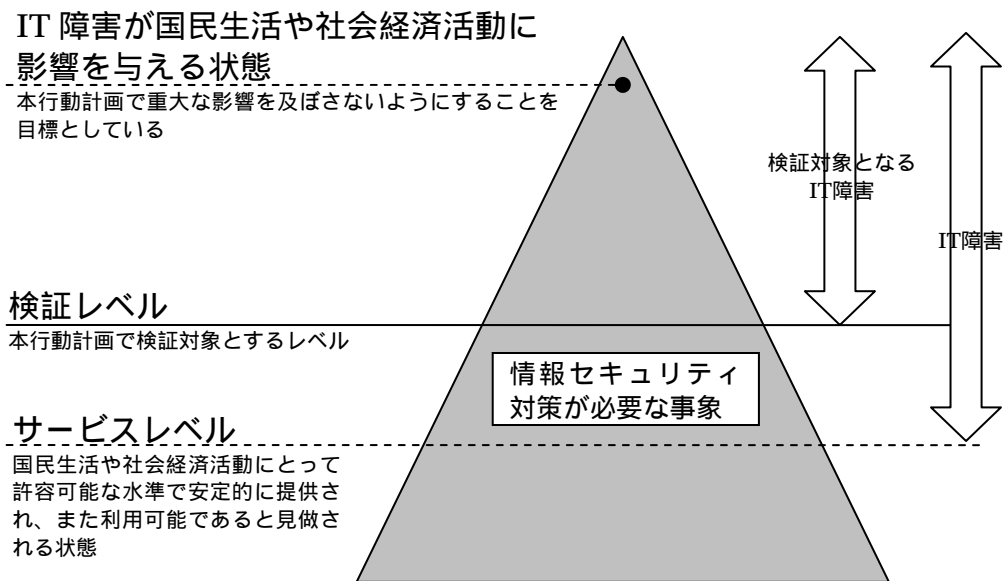 IT 障害が国民生活や社会経済活動に
影響を与える状態
本行動計画で重大な影響を及ぼさないようにすることを
目標としている
検証対象となる
IT障害
IT障害
検証レベル
本行動計画で検証対象とするレベル
情報セキュリティ
対策が必要な事象
サービスレベル
国民生活や社会経済活動にとって
許容可能な水準で安定的に提供さ
れ、また利用可能であると見做さ
れる状態